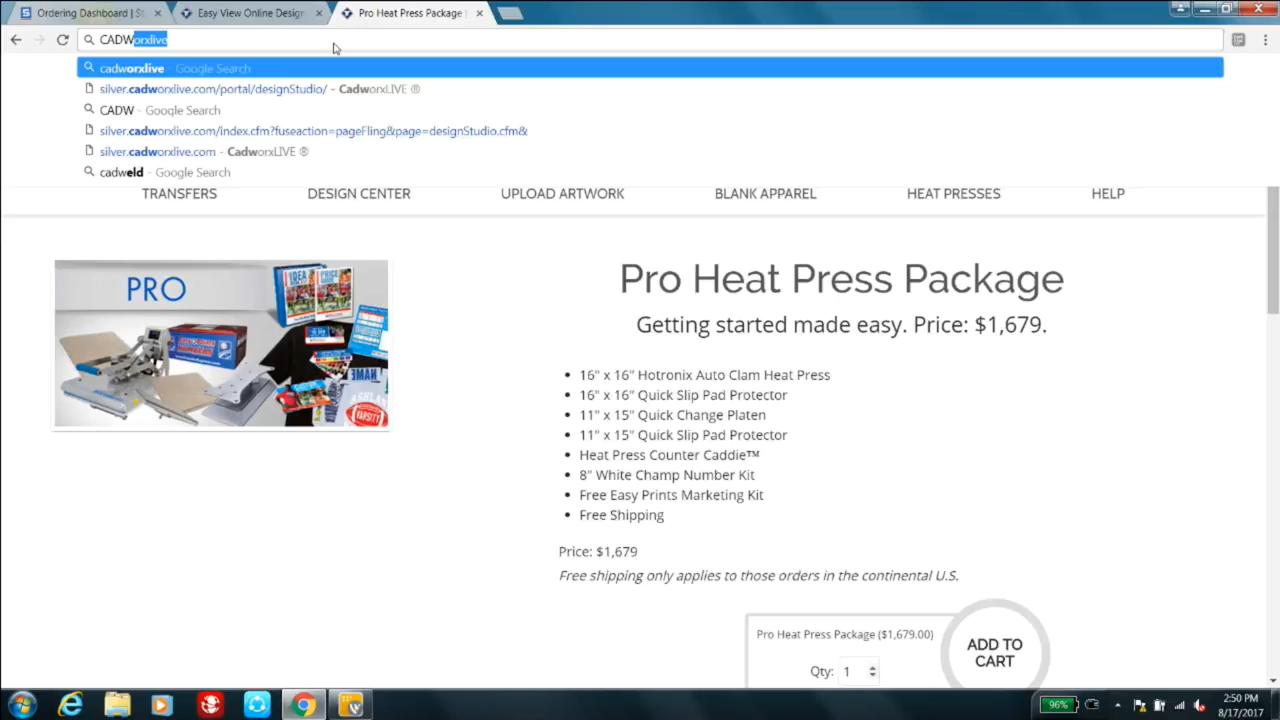 Ordering Dashboard | St
Easy View Online Design
Pro Heat Press Package |
CADWorxlive
cadworxlive - Google Search
silver.cadworxlive.com/portal/designStudio/ - CadworxLIVE ®
CADW - Google Search
silver.cadworxlive.com/index.cfm?fuseaction=pageFling&page=designStudio.cfm&
silver.cadworxlive.com - CadworxLIVE ®
cadweld - Google Search
TRANSFERS
DESIGN CENTER
UPLOAD ARTWORK
BLANK APPAREL
HEAT PRESSES
HELP
PRO
IDEA
PRICE
NAME
VARSITY
Pro Heat Press Package
Getting started made easy. Price: $1,679.
• 16" x 16" Hotronix Auto Clam Heat Press
• 16" x 16" Quick Slip Pad Protector
• 11" x 15" Quick Change Platen
• 11" x 15" Quick Slip Pad Protector
• Heat Press Counter Caddie™
• 8" White Champ Number Kit
• Free Easy Prints Marketing Kit
• Free Shipping
Price: $1,679
Free shipping only applies to those orders in the continental U.S.
Pro Heat Press Package ($1,679.00)
Qty: 1
ADD TO
CART
96%
2:50 PM
8/17/2017